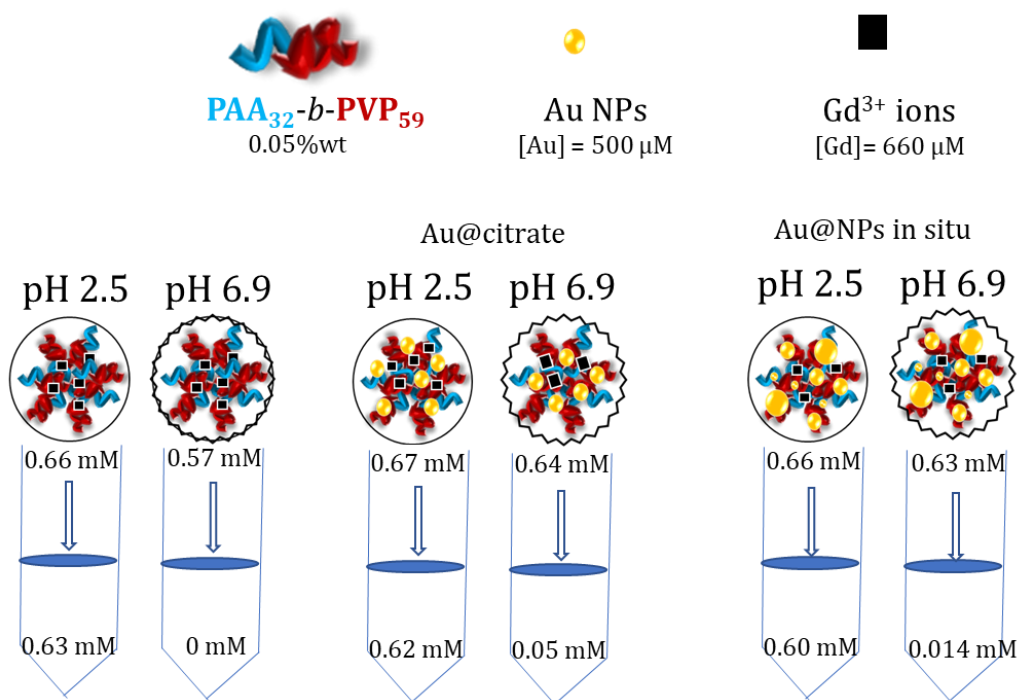 PAA₃₂-b-PVP₅₉
0.05%wt
Au NPs
[Au] = 500 μM
Gd³⁺ ions
[Gd]= 660 μM
Au@citrate
Au@NPs in situ
pH 2.5
pH 6.9
pH 2.5
pH 6.9
pH 2.5
pH 6.9
0.66 mM
0.57 mM
0.67 mM
0.64 mM
0.66 mM
0.63 mM
0.63 mM
0 mM
0.62 mM
0.05 mM
0.60 mM
0.014 mM